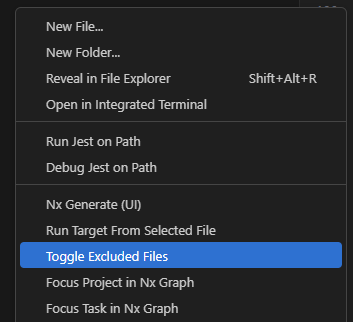 New File...
New Folder...
Reveal in File Explorer Shift+Alt+R
Open in Integrated Terminal
Run Jest on Path
Debug Jest on Path
Nx Generate (UI)
Run Target From Selected File
Toggle Excluded Files
Focus Project in Nx Graph
Focus Task in Nx Graph